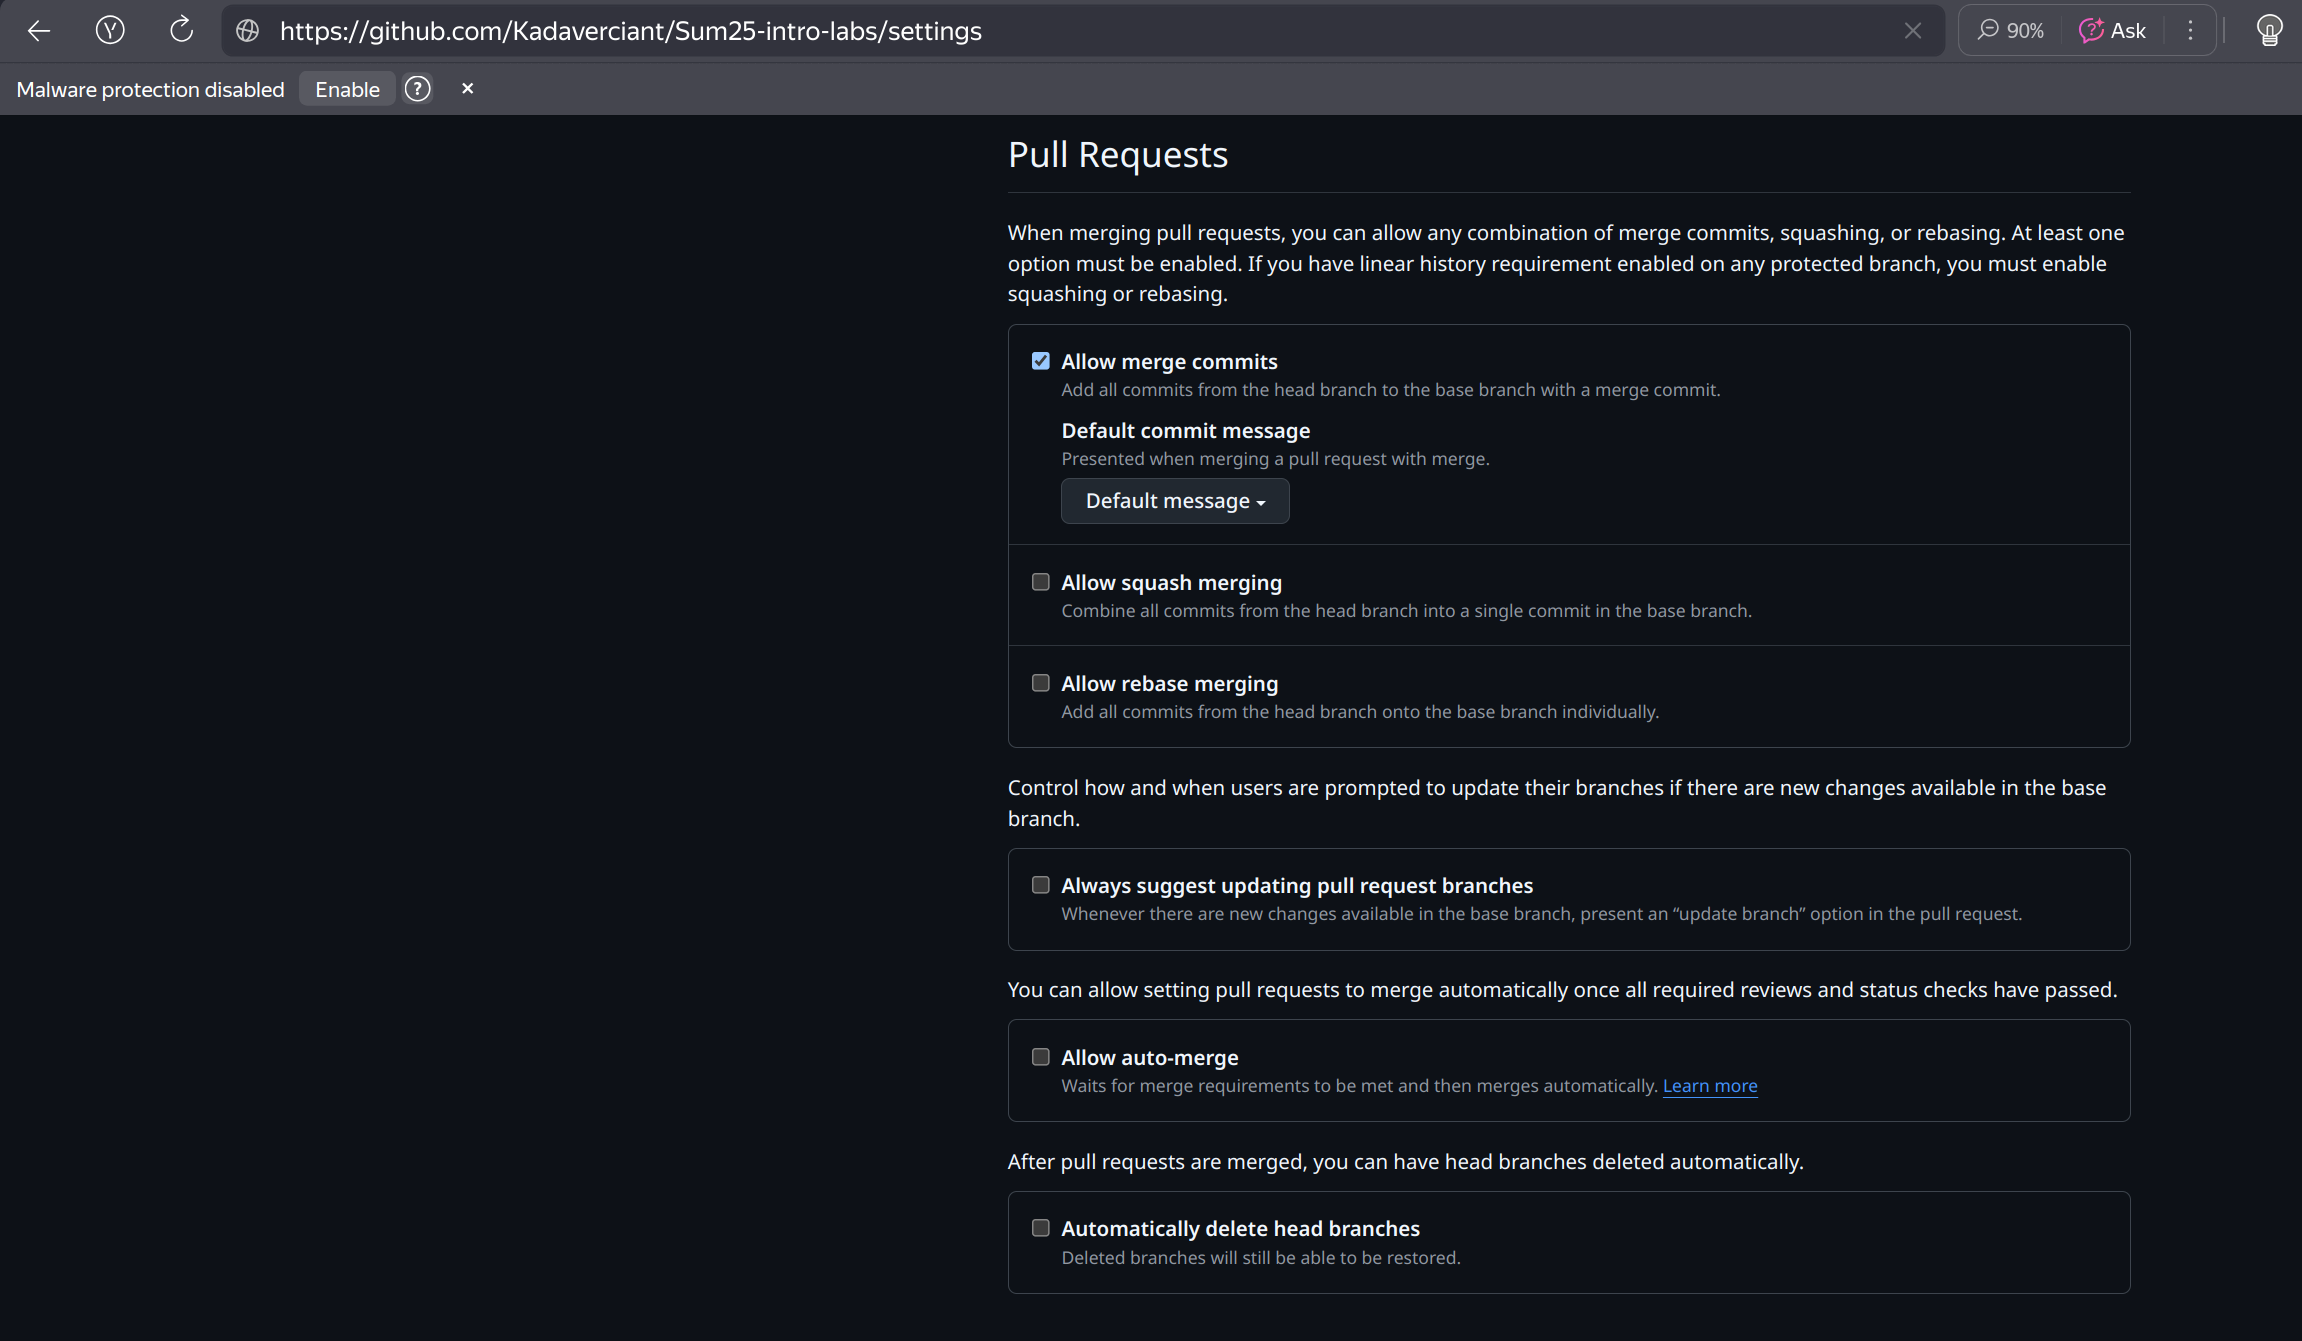 https://github.com/Kadaverciant/Sum25-intro-labs/settings
90%
Ask
Malware protection disabled
Enable
Pull Requests
When merging pull requests, you can allow any combination of merge commits, squashing, or rebasing. At least one
option must be enabled. If you have linear history requirement enabled on any protected branch, you must enable
squashing or rebasing.
Allow merge commits
Add all commits from the head branch to the base branch with a merge commit.
Default commit message
Presented when merging a pull request with merge.
Default message
Allow squash merging
Combine all commits from the head branch into a single commit in the base branch.
Allow rebase merging
Add all commits from the head branch onto the base branch individually.
Control how and when users are prompted to update their branches if there are new changes available in the base
branch.
Always suggest updating pull request branches
Whenever there are new changes available in the base branch, present an “update branch” option in the pull request.
You can allow setting pull requests to merge automatically once all required reviews and status checks have passed.
Allow auto-merge
Waits for merge requirements to be met and then merges automatically. Learn more
After pull requests are merged, you can have head branches deleted automatically.
Automatically delete head branches
Deleted branches will still be able to be restored.